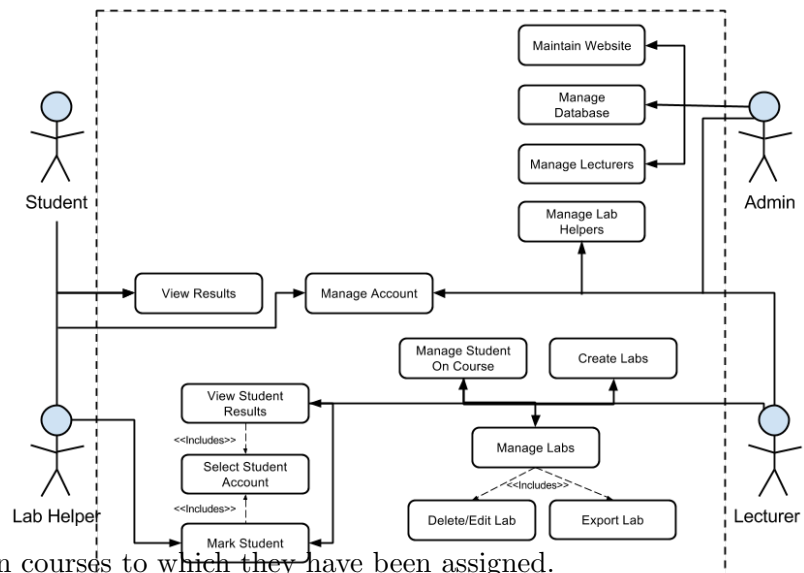 Maintain Website
Manage
Database
Manage Lecturers
Student
Admin
Manage Lab
Helpers
View Results
Manage Account
Manage Student
On Course
Create Labs
View Student
Results
<<Includes>>
Manage Labs
Select Student
Account
<<Includes>>
<<Includes>>
Delete/Edit Lab
Export Lab
Lab Helper
Lecturer
Mark Student
n courses to which they have been assigned.